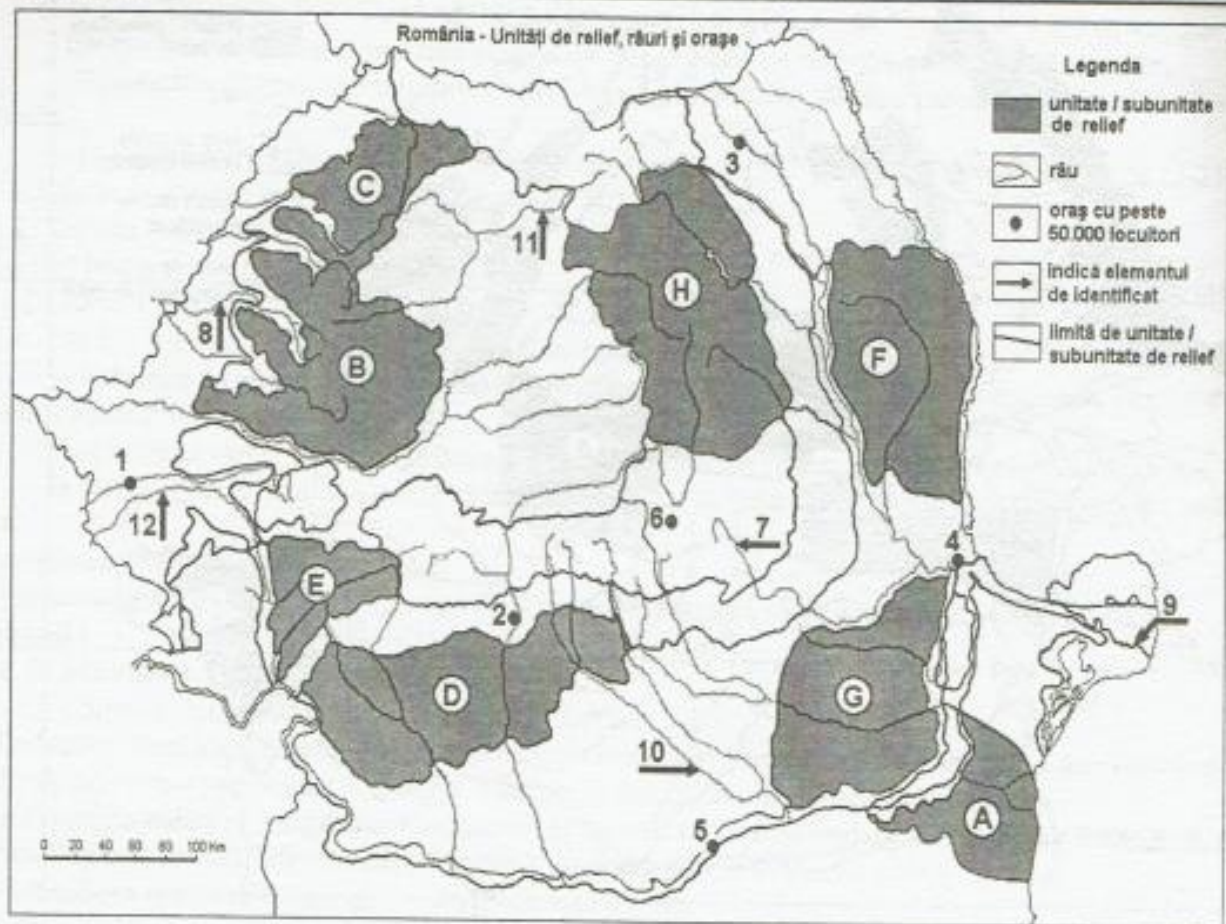 România - Unități de relief, râuri și orașe
Legenda
unitate / subunitate
de relief
râu
oraș cu peste
50.000 locuitori
indică elementul
de identificat
limită de unitate /
subunitate de relief
C
3
11
H
8
B
F
1
12
6
7
4
E
9
2
D
G
10
A
5
0 20 40 60 80 100 Km